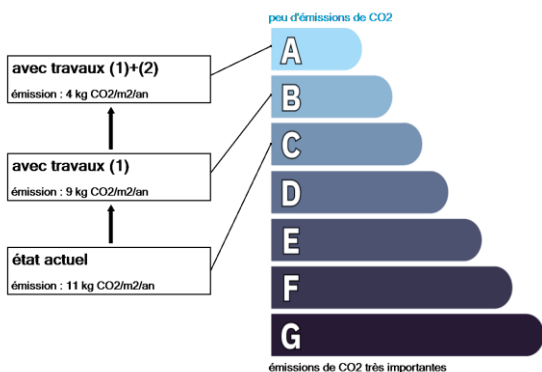 peu d'émissions de CO2
A
avec travaux (1)+(2)
émission : 4 kg CO2/m2/an
B
C
avec travaux (1)
émission : 9 kg CO2/m2/an
D
E
état actuel
émission : 11 kg CO2/m2/an
F
G
émissions de CO2 très importantes